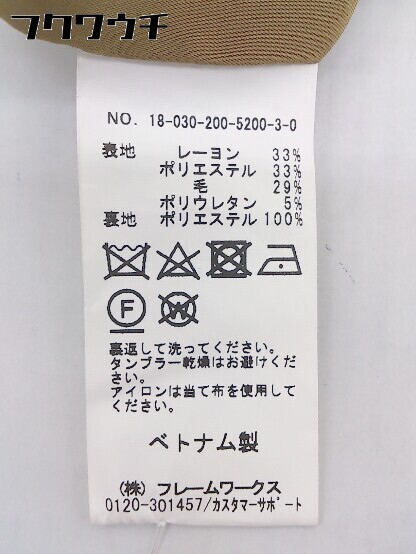 フクウクチ
NO. 18-030-200-5200-3-0
表地 レーヨン 33%
ポリエステル 33%
毛 29%
ポリウレタン 5%
裏地 ポリエステル 100%
F
W
裏返して洗ってください。
タンブラー乾燥はお避けくだ
さい。
アイロンは当て布を使用して
ください。
ベトナム製
(株) フレームワークス
0120-301457/カスタマーサポート